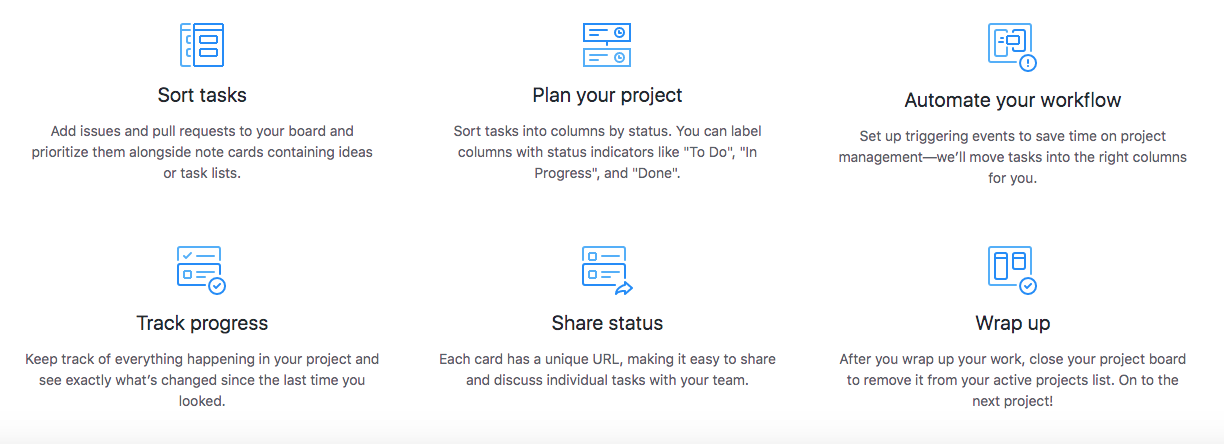 Sort tasks
Add issues and pull requests to your board and
prioritize them alongside note cards containing ideas
or task lists.
Plan your project
Sort tasks into columns by status. You can label
columns with status indicators like "To Do", "In
Progress", and "Done".
Automate your workflow
Set up triggering events to save time on project
management—we’ll move tasks into the right columns
for you.
Track progress
Keep track of everything happening in your project and
see exactly what’s changed since the last time you
looked.
Share status
Each card has a unique URL, making it easy to share
and discuss individual tasks with your team.
Wrap up
After you wrap up your work, close your project board
to remove it from your active projects list. On to the
next project!